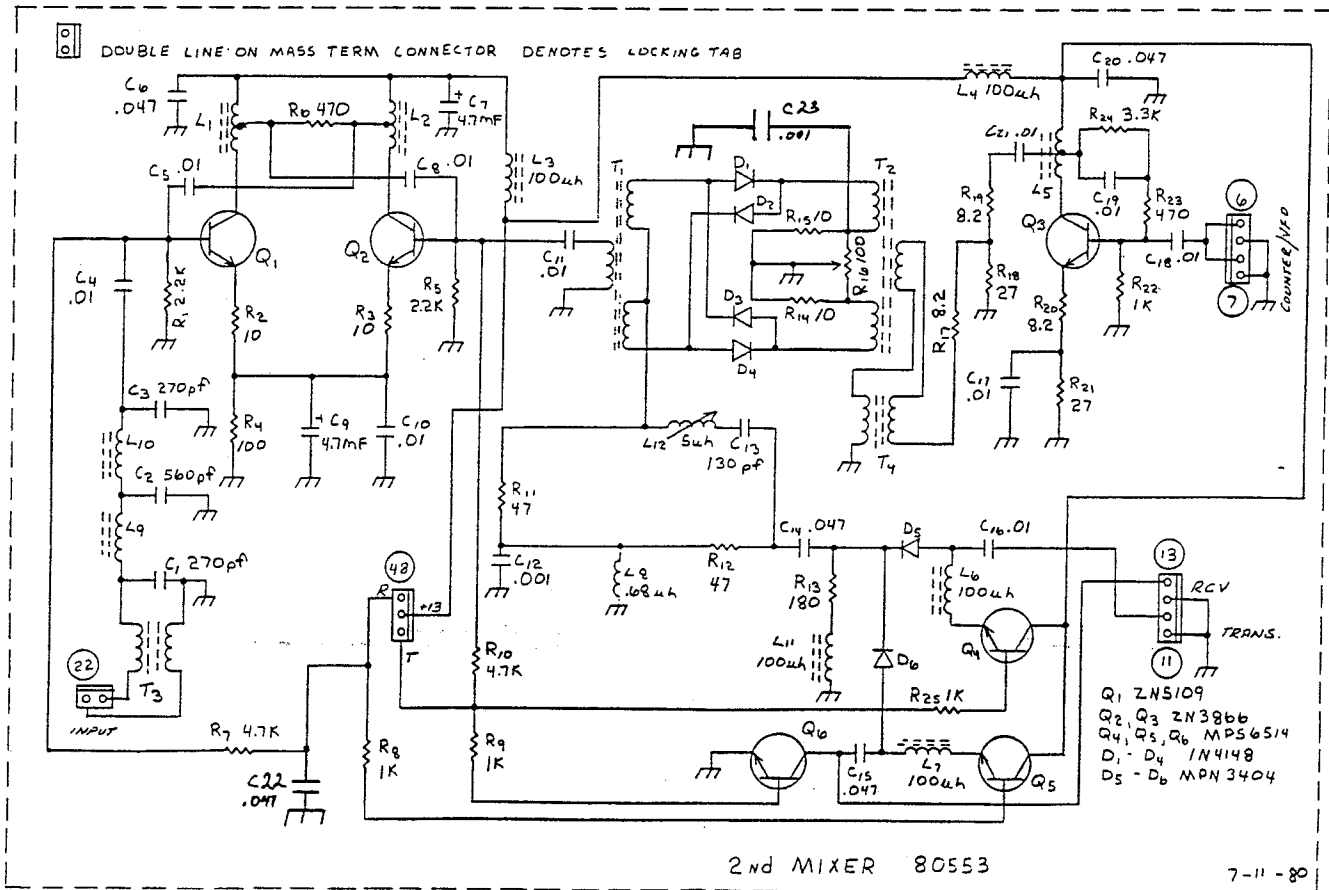 DOUBLE LINE ON MASS TERM CONNECTOR DENOTES LOCKING TAB
C6 .047
L1
R6 470
L2
+ C7 4.7mF
C5 .01
C8 .01
L3 100uh
L4 100uh
C20 .047
C23 .001
C21 .01
R24 3.3K
L5
C19 .01
R23 470
T1
T1
D1
D2
T2
R15 10
R16 100
R14 10
D3
D4
R19 8.2
R18 27
R17 8.2
Q3
C18 .01
R22 1K
R20 8.2
C17 .01
R21 27
6
7
COUNTER/VFO
Q1
Q2
C4 .01
R1 2.2K
R2 10
R3 10
R5 22K
C11 .01
C3 270pf
L10
C2 560pf
L9
C1 270pf
R4 100
+ C9 4.7mF
C10 .01
L12 5uh
C13 130pf
T4
R11 47
C12 .001
L8 .68uh
R12 47
C14 .047
D5
C16 .01
R13 180
L6 100uh
L11 100uh
D6
Q4
R25 1K
13
RCV
TRANS.
11
48
R
+13
T
R10 4.7K
22
INPUT
T3
R7 4.7K
C22 .047
R8 1K
R9 1K
Q6
C15 .047
L7 100uh
Q5
Q1 2N5109
Q2, Q3 2N3866
Q4, Q5, Q6 MPS6514
D1 - D4 1N4148
D5 - D6 MPN 3404
2ND MIXER 80553
7-11-80